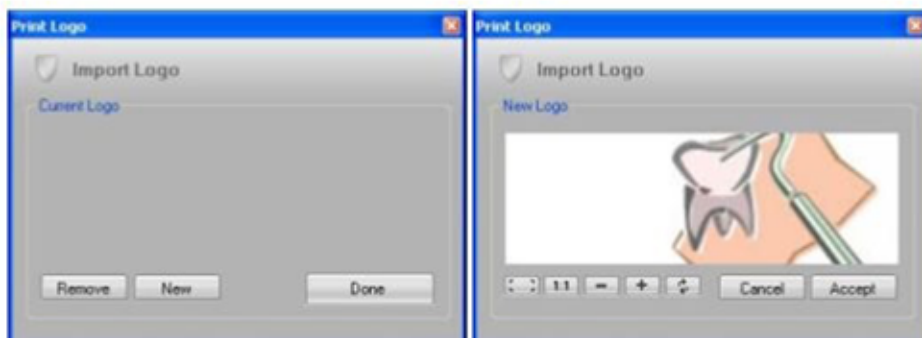 Print Logo
Import Logo
Current Logo
Remove New Done
Print Logo
Import Logo
New Logo
1:1 - +
Cancel Accept